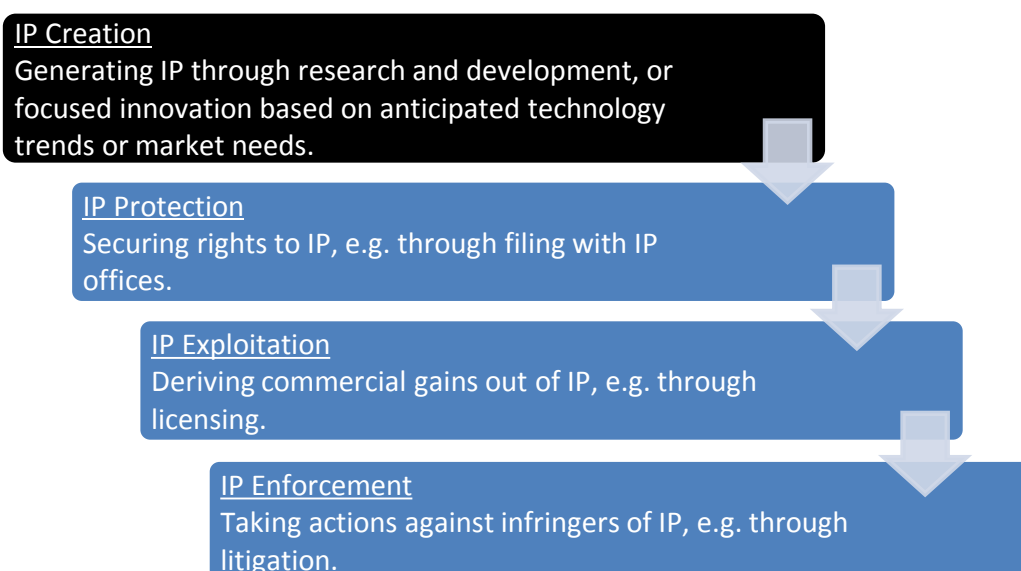 IP Creation
Generating IP through research and development, or
focused innovation based on anticipated technology
trends or market needs.
IP Protection
Securing rights to IP, e.g. through filing with IP
offices.
IP Exploitation
Deriving commercial gains out of IP, e.g. through
licensing.
IP Enforcement
Taking actions against infringers of IP, e.g. through
litigation.